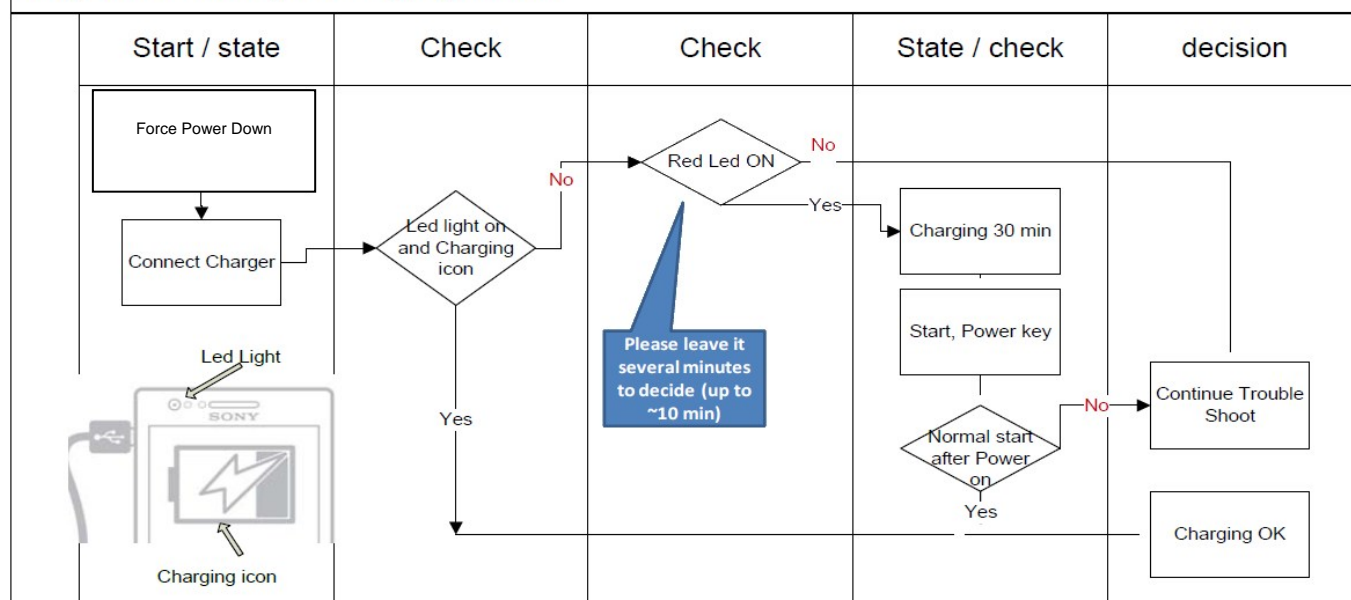 Start / state
Check
Check
State / check
decision
Force Power Down
Connect Charger
Led light on
and Charging
icon
No
Yes
Red Led ON
No
Yes
Please leave it
several minutes
to decide (up to
~10 min)
Charging 30 min
Start, Power key
Normal start
after Power
on
No
Yes
Continue Trouble
Shoot
Charging OK
Led Light
SONY
Charging icon